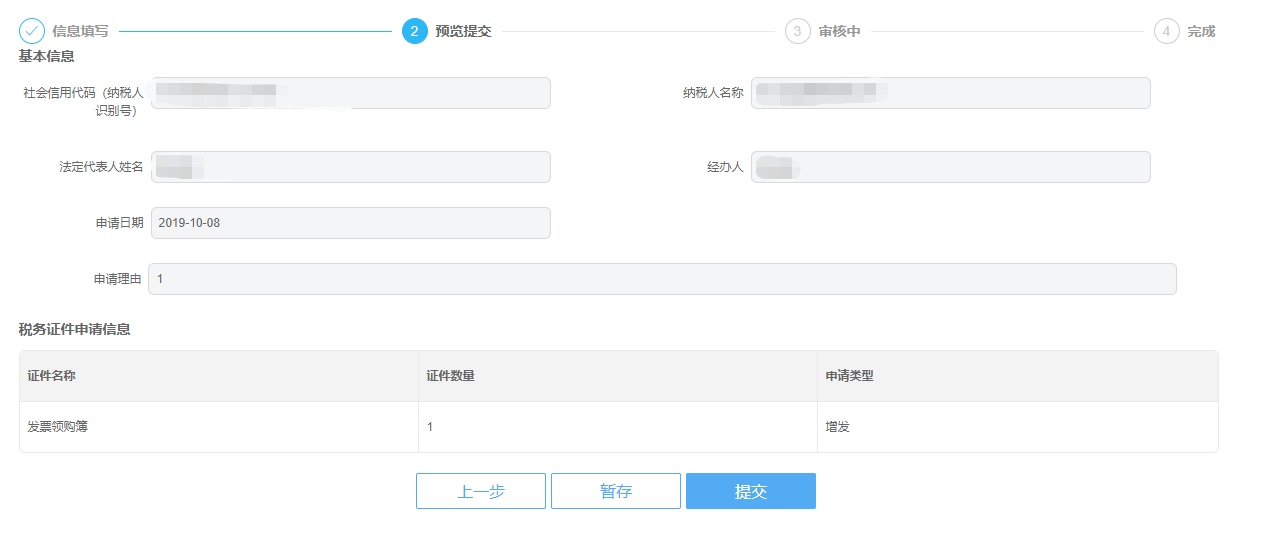 信息填写
2 预览提交
3 审核中
4 完成
基本信息
社会信用代码（纳税人
识别号）
纳税人名称
法定代表人姓名
经办人
申请日期 2019-10-08
申请理由 1
税务证件申请信息
证件名称 证件数量 申请类型
发票领购簿 1 增发
上一步 暂存 提交